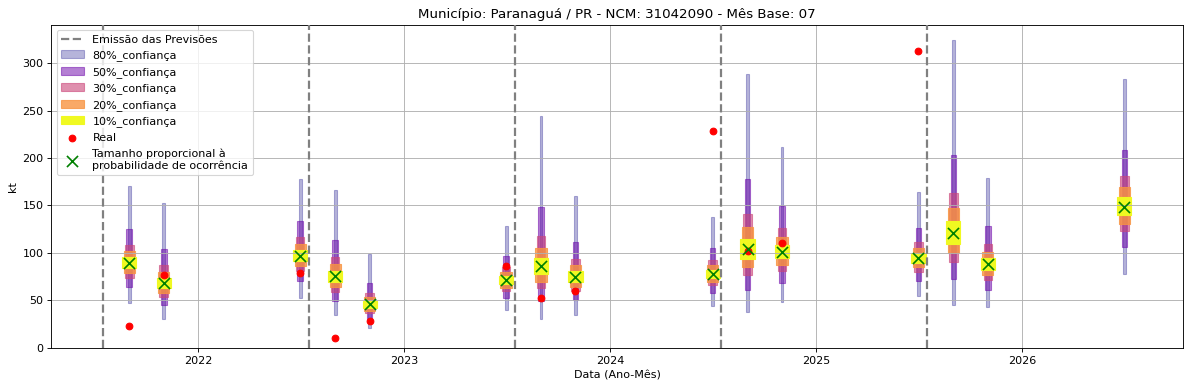 Município: Paranaguá / PR - NCM: 31042090 - Mês Base: 07
Emissão das Previsões
80%_confiança
50%_confiança
30%_confiança
20%_confiança
10%_confiança
Real
Tamanho proporcional à
probabilidade de ocorrência
kt
300
250
200
150
100
50
0
2022 2023 2024 2025 2026
Data (Ano-Mês)